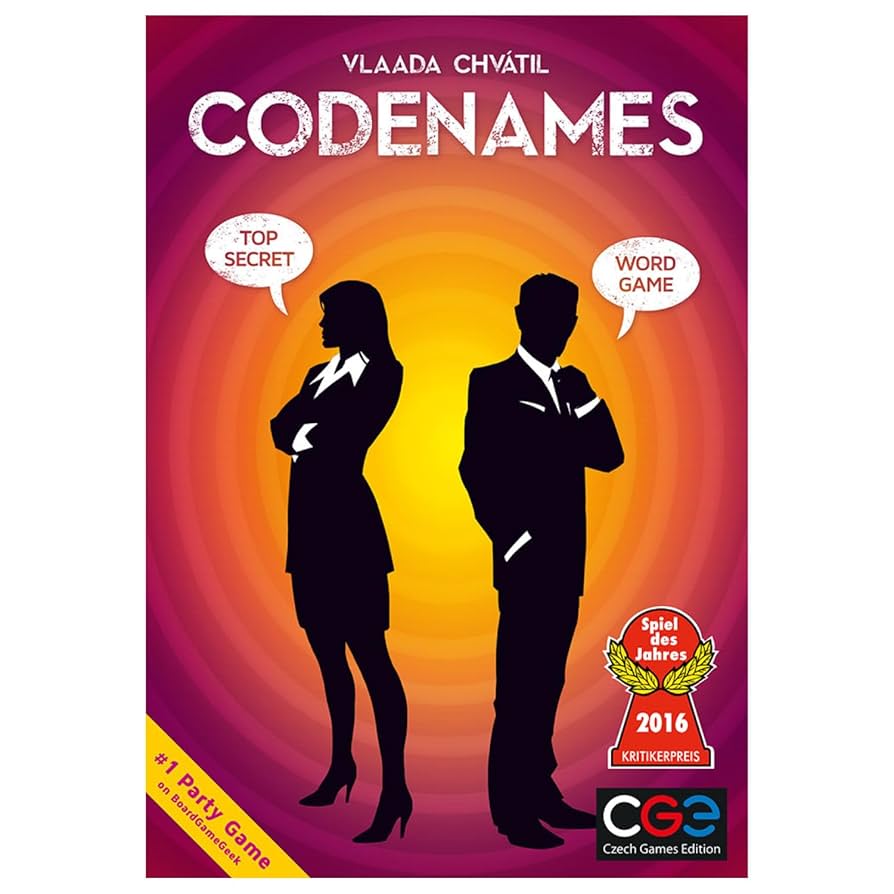 VLAADA CHVÁTIL
CODENAMES
TOP
SECRET
WORD
GAME
Spiel
des
Jahres
2016
KRITIKERPREIS
#1 Party Game
on BoardGameGeek
CGE
Czech Games Edition